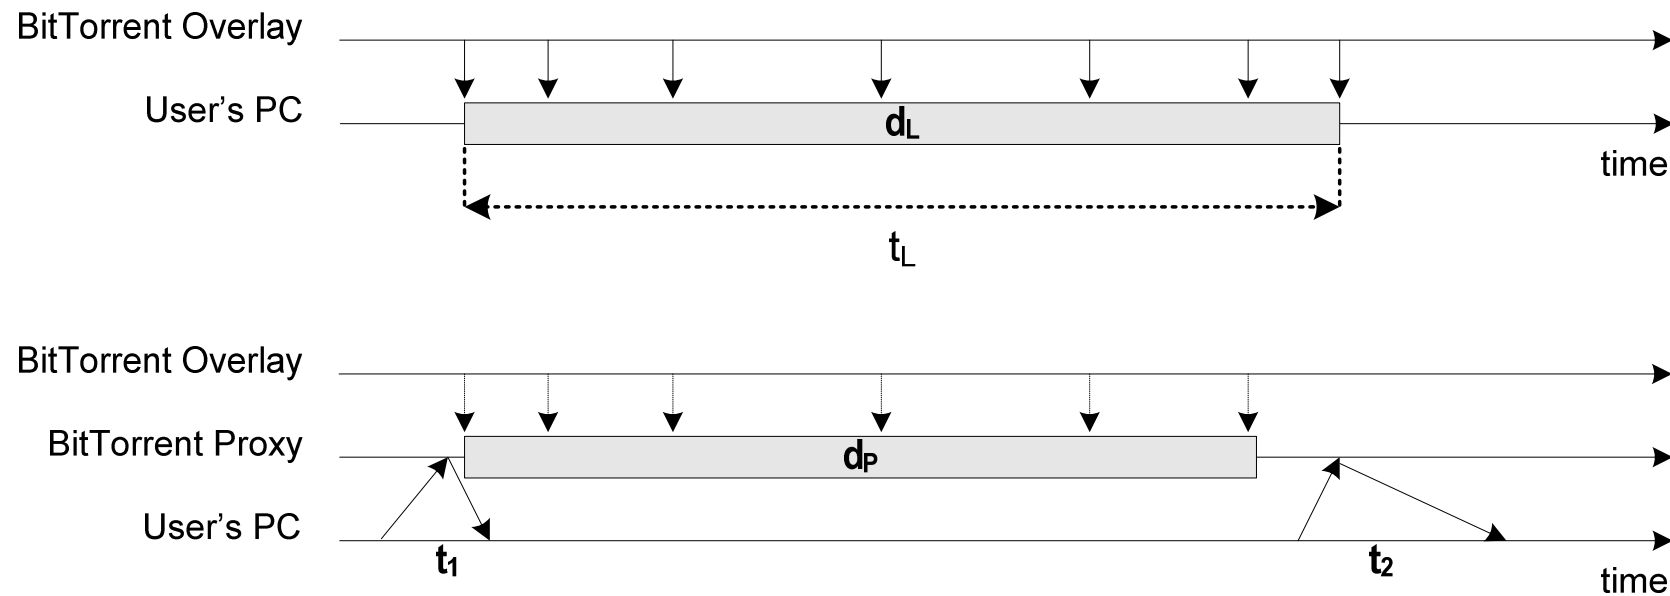 BitTorrent Overlay
User's PC
dL
time
tL
BitTorrent Overlay
BitTorrent Proxy
dP
User's PC
t1
t2
time